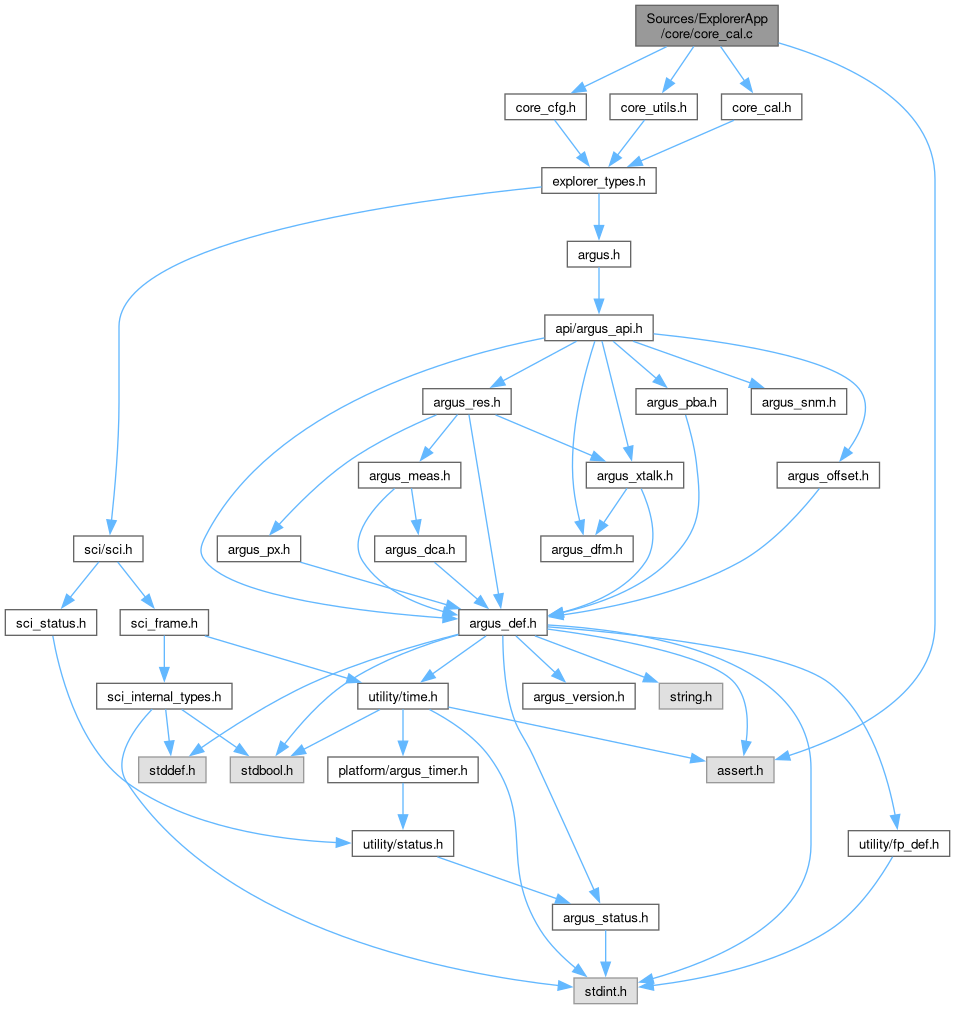 Sources/ExplorerApp
/core/core_cal.c
core_cfg.h
core_utils.h
core_cal.h
explorer_types.h
argus.h
api/argus_api.h
argus_res.h
argus_pba.h
argus_snm.h
argus_meas.h
argus_xtalk.h
argus_offset.h
sci/sci.h
argus_px.h
argus_dca.h
argus_dfm.h
sci_status.h
sci_frame.h
argus_def.h
sci_internal_types.h
utility/time.h
argus_version.h
string.h
stddef.h
stdbool.h
platform/argus_timer.h
assert.h
utility/status.h
utility/fp_def.h
argus_status.h
stdint.h